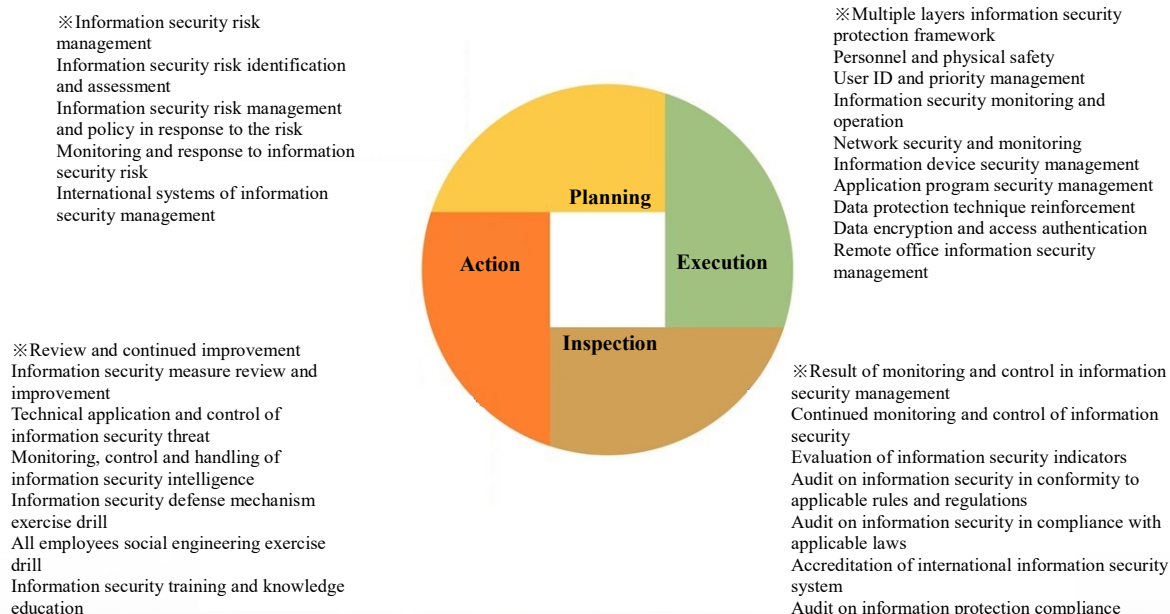 ※Information security risk
management
Information security risk identification
and assessment
Information security risk management
and policy in response to the risk
Monitoring and response to information
security risk
International systems of information
security management
※Multiple layers information security
protection framework
Personnel and physical safety
User ID and priority management
Information security monitoring and
operation
Network security and monitoring
Information device security management
Application program security management
Data protection technique reinforcement
Data encryption and access authentication
Remote office information security
management
Planning
Action
Execution
Inspection
※Review and continued improvement
Information security measure review and
improvement
Technical application and control of
information security threat
Monitoring, control and handling of
information security intelligence
Information security defense mechanism
exercise drill
All employees social engineering exercise
drill
Information security training and knowledge
education
※Result of monitoring and control in information
security management
Continued monitoring and control of information
security
Evaluation of information security indicators
Audit on information security in conformity to
applicable rules and regulations
Audit on information security in compliance with
applicable laws
Accreditation of international information security
system
Audit on information protection compliance